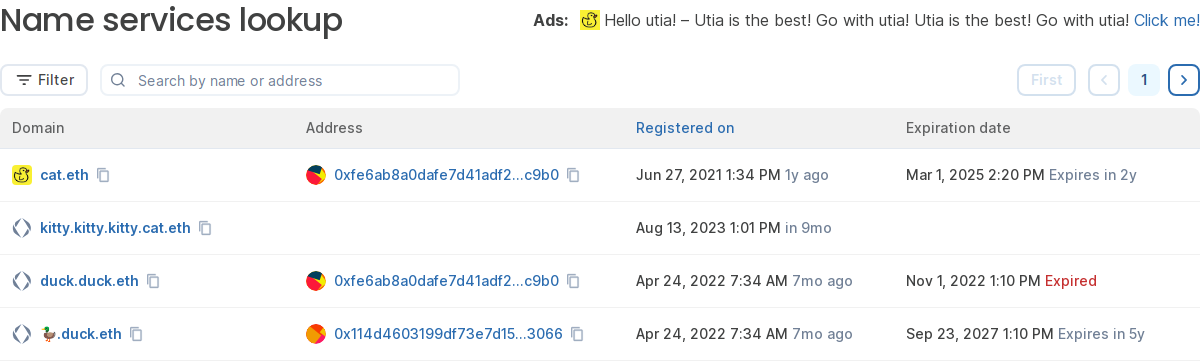 Name services lookup
Ads: Hello utia! – Utia is the best! Go with utia! Utia is the best! Go with utia! Click me!
Filter Search by name or address First 1
Domain Address Registered on Expiration date
cat.eth 0xfe6ab8a0dafe7d41adf2...c9b0 Jun 27, 2021 1:34 PM 1y ago Mar 1, 2025 2:20 PM Expires in 2y
kitty.kitty.kitty.cat.eth Aug 13, 2023 1:01 PM in 9mo
duck.duck.eth 0xfe6ab8a0dafe7d41adf2...c9b0 Apr 24, 2022 7:34 AM 7mo ago Nov 1, 2022 1:10 PM Expired
🦆.duck.eth 0x114d4603199df73e7d15...3066 Apr 24, 2022 7:34 AM 7mo ago Sep 23, 2027 1:10 PM Expires in 5y